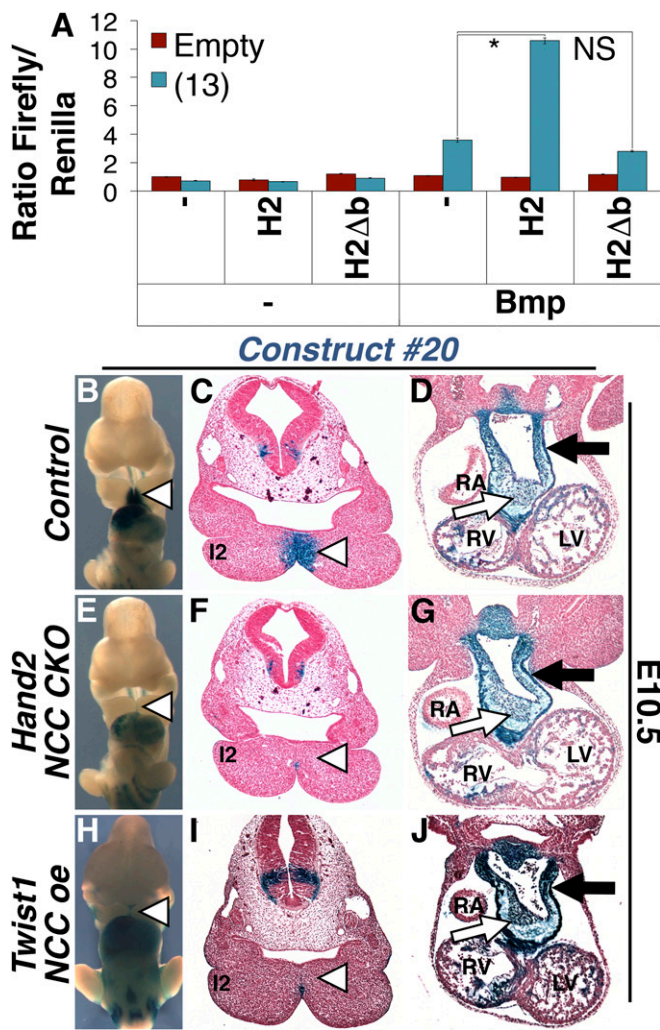 A
Ratio Firefly/
Renilla
12
10
8
6
4
2
0
Empty
(13)
*
NS
- H2 H2Δb - H2 H2Δb
- Bmp
Construct #20
Control
B
C
I2
D
RA
RV
LV
Hand2
NCC CKO
E
F
I2
G
RA
RV
LV
Twist1
NCC oe
H
I
I2
J
RA
RV
LV
E10.5